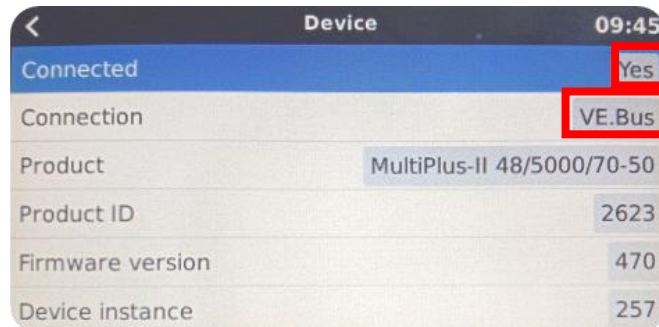 Device 09:45
Connected Yes
Connection VE.Bus
Product MultiPlus-II 48/5000/70-50
Product ID 2623
Firmware version 470
Device instance 257